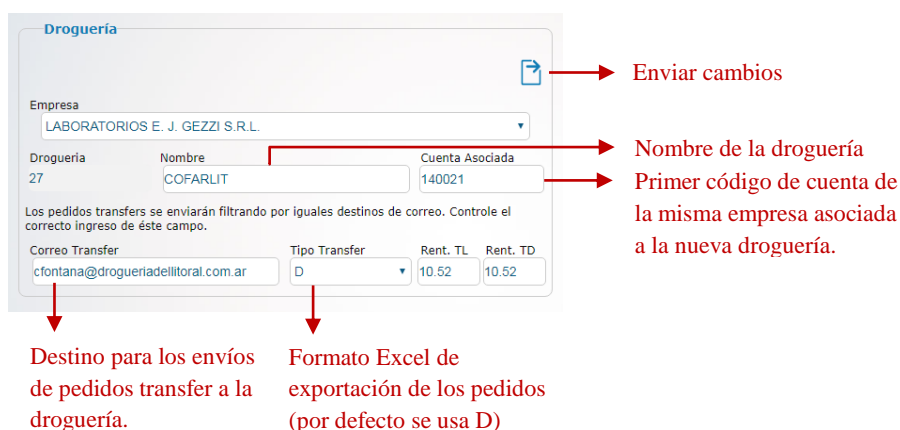 Droguería
Enviar cambios
Empresa
LABORATORIOS E. J. GEZZI S.R.L.
Drogueria Nombre Cuenta Asociada
27 COFARLIT 140021
Nombre de la droguería
Primer código de cuenta de
la misma empresa asociada
a la nueva droguería.
Los pedidos transfers se enviarán filtrando por iguales destinos de correo. Controle el
correcto ingreso de éste campo.
Correo Transfer Tipo Transfer Rent. TL Rent. TD
cfontana@drogueriadellitoral.com.ar D 10.52 10.52
Destino para los envíos
de pedidos transfer a la
droguería.
Formato Excel de
exportación de los pedidos
(por defecto se usa D)